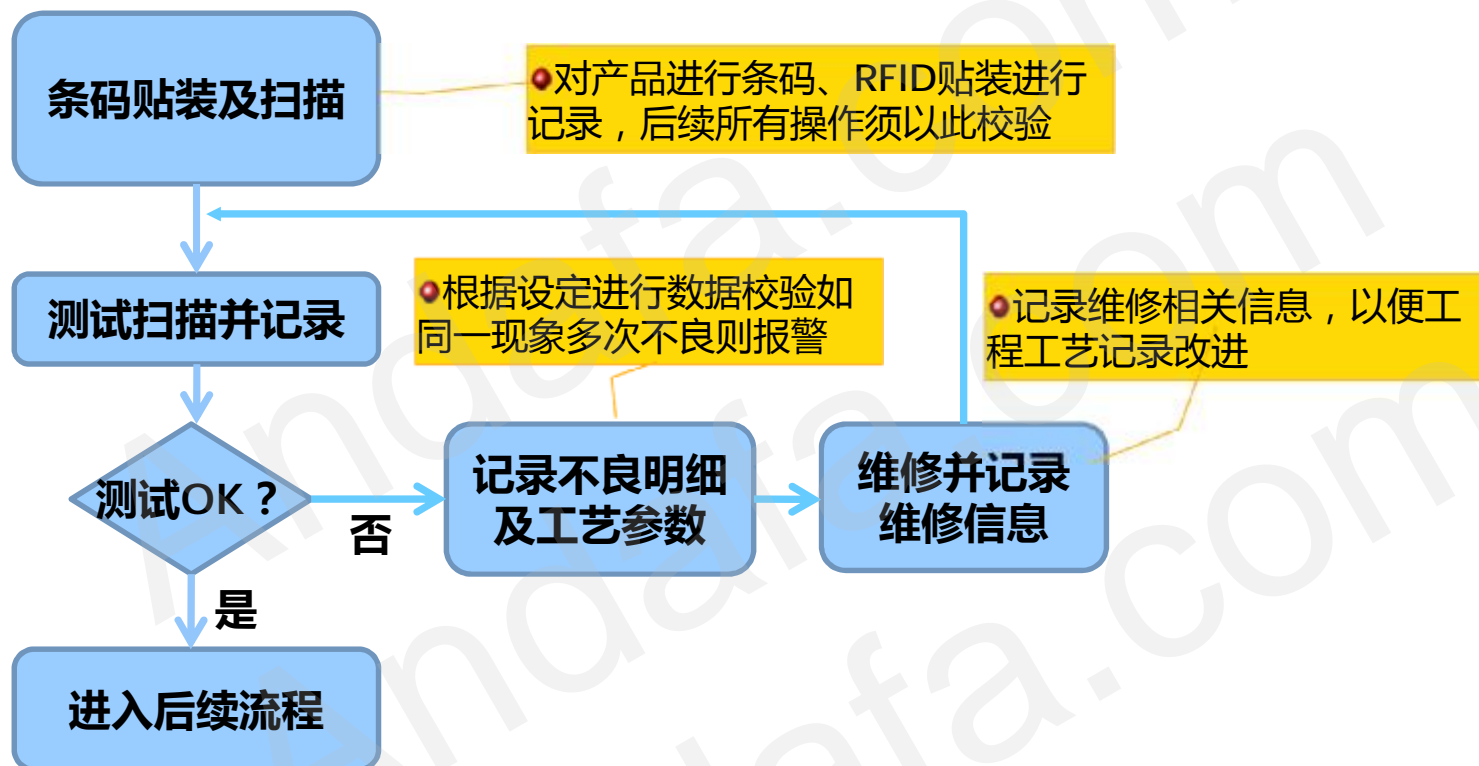 条码贴装及扫描
对产品进行条码、RFID贴装进行
记录，后续所有操作须以此校验
测试扫描并记录
根据设定进行数据校验如
同一现象多次不良则报警
记录维修相关信息，以便工
程工艺记录改进
测试OK？
否
记录不良明细
及工艺参数
维修并记录
维修信息
是
进入后续流程
Andafa.com
Andafa.com
Andafa.com